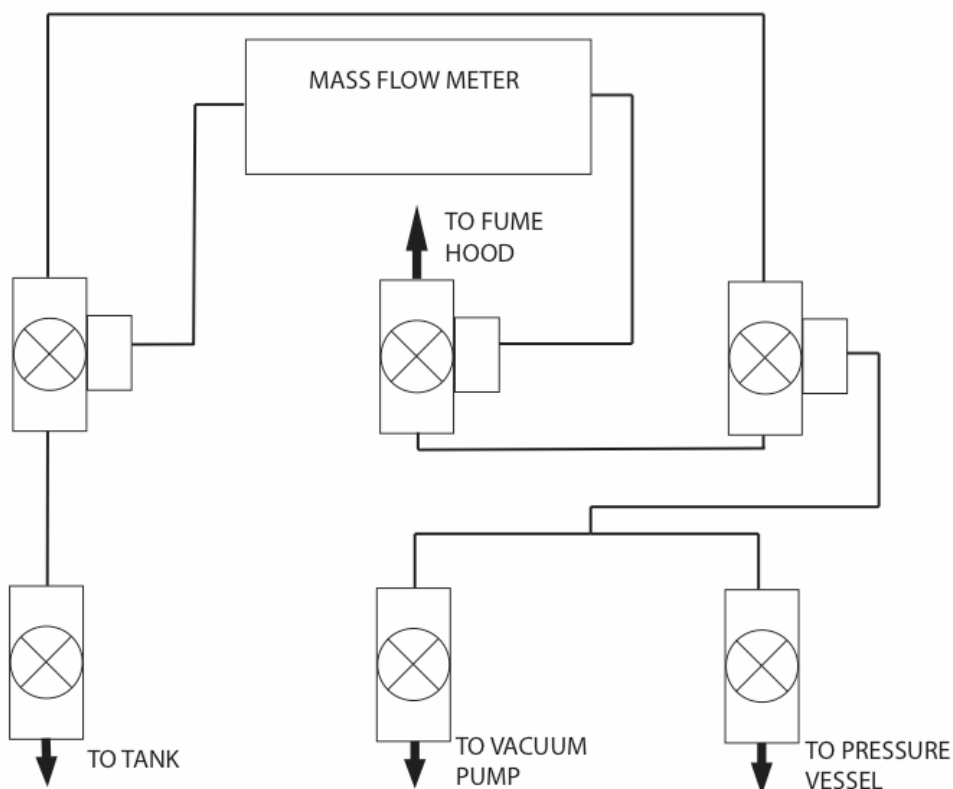 MASS FLOW METER
TO FUME
HOOD
TO TANK
TO VACUUM
PUMP
TO PRESSURE
VESSEL